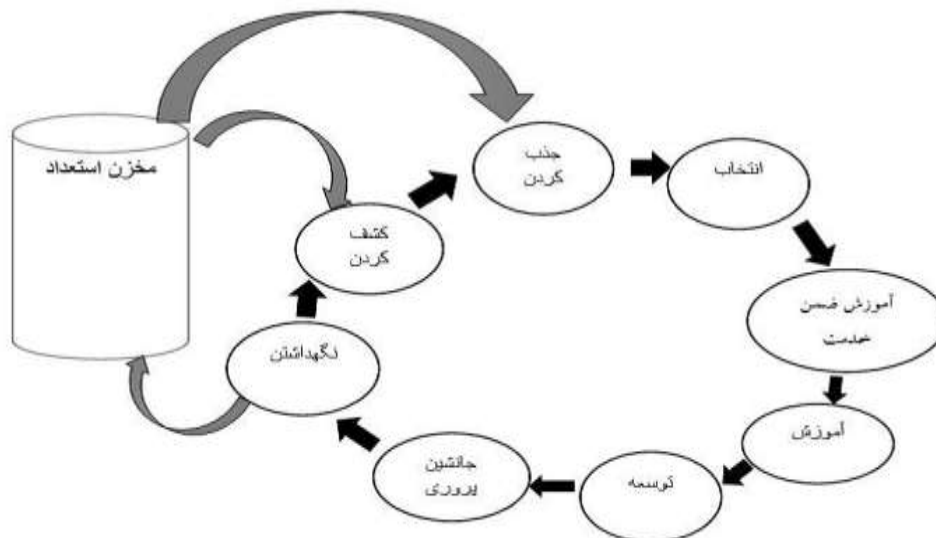 مخزن استعداد
جذب
کردن
انتخاب
کشف
کردن
آموزش ضمن
خدمت
نگهداشتن
آموزش
جانشین
پروری
توسعه